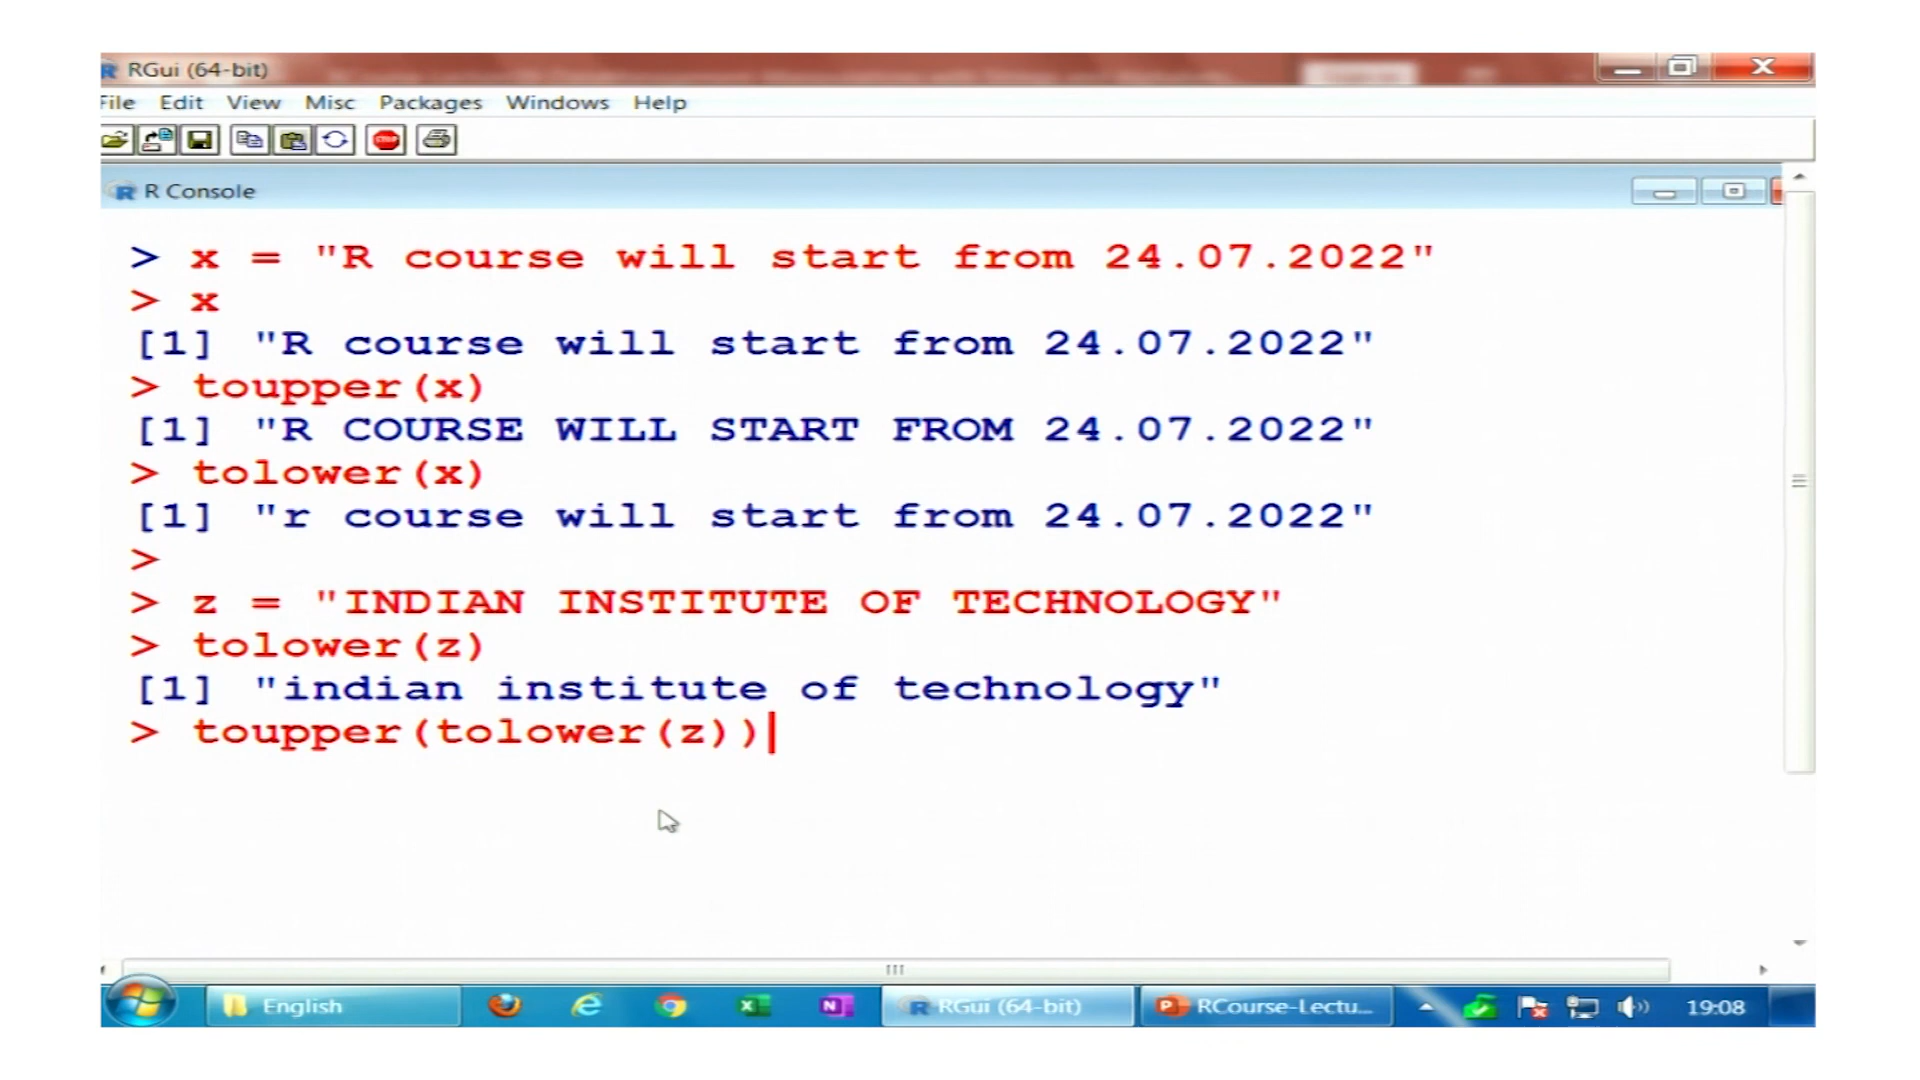 RGui (64-bit)
File Edit View Misc Packages Windows Help
STOP
R Console
> x = "R course will start from 24.07.2022"
> x
[1] "R course will start from 24.07.2022"
> toupper(x)
[1] "R COURSE WILL START FROM 24.07.2022"
> tolower(x)
[1] "r course will start from 24.07.2022"
>
> z = "INDIAN INSTITUTE OF TECHNOLOGY"
> tolower(z)
[1] "indian institute of technology"
> toupper(tolower(z))
English RGui (64-bit) RCourse-Lectu... 19:08